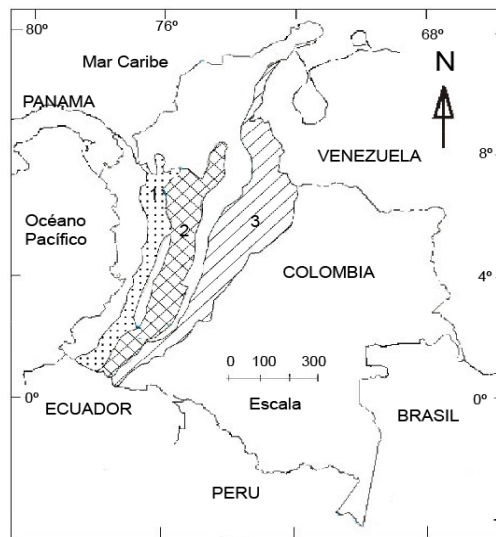 80º 76º 68º
Mar Caribe
N
PANAMA
VENEZUELA
8º
1
2
3
Océano
Pacífico
COLOMBIA
4º
0 100 300
0º
ECUADOR
Escala
BRASIL
0º
PERU